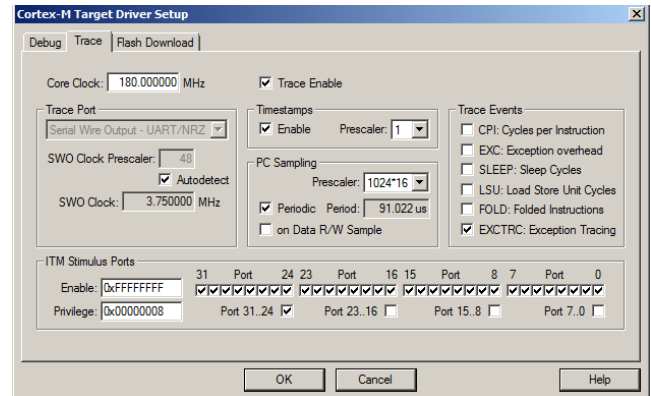 Cortex-M Target Driver Setup
Debug Trace Flash Download
Core Clock: 180.000000 MHz
Trace Enable
Trace Port
Serial Wire Output - UART/NRZ
SWO Clock Prescaler: 48
Autodetect
SWO Clock: 3.750000 MHz
Timestamps
Enable Prescaler: 1
PC Sampling
Prescaler: 1024*16
Periodic Period: 91.022 us
on Data R/W Sample
Trace Events
CPI: Cycles per Instruction
EXC: Exception overhead
SLEEP: Sleep Cycles
LSU: Load Store Unit Cycles
FOLD: Folded Instructions
EXCTRC: Exception Tracing
ITM Stimulus Ports
31 Port 24 23 Port 16 15 Port 8 7 Port 0
Enable: 0xFFFFFFFF
Privilege: 0x00000008 Port 31..24 Port 23..16 Port 15..8 Port 7..0
OK Cancel Help